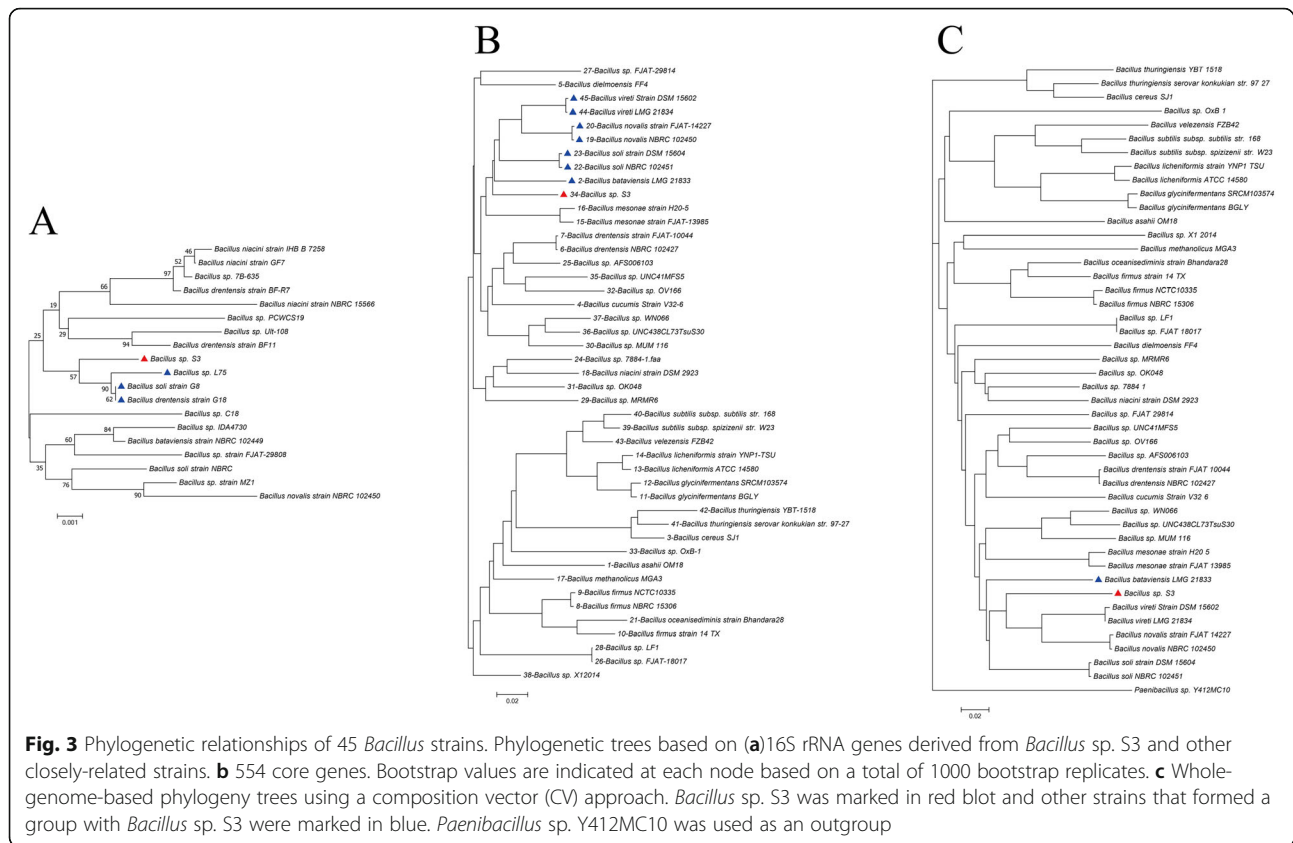 A
Bacillus niacini strain IHB B 7258
46
Bacillus niacini strain GF7
52
Bacillus sp. 7B-635
97
Bacillus drentensis strain BF-R7
66
Bacillus niacini strain NBRC 15566
19
Bacillus sp. PCWCS19
29
Bacillus sp. Ult-108
94
Bacillus drentensis strain BF11
25
Bacillus sp. S3
57
Bacillus sp. L75
90
Bacillus soli strain G8
62
Bacillus drentensis strain G18
Bacillus sp. C18
Bacillus sp. IDA4730
84
60
Bacillus bataviensis strain NBRC 102449
Bacillus sp. strain FJAT-29808
35
Bacillus soli strain NBRC
76
Bacillus sp. strain MZ1
90
Bacillus novalis strain NBRC 102450
0.001
B
27-Bacillus sp. FJAT-29814
5-Bacillus dielmoensis FF4
45-Bacillus vireti Strain DSM 15602
44-Bacillus vireti LMG 21834
20-Bacillus novalis strain FJAT-14227
19-Bacillus novalis NBRC 102450
23-Bacillus soli strain DSM 15604
22-Bacillus soli NBRC 102451
2-Bacillus bataviensis LMG 21833
34-Bacillus sp. S3
16-Bacillus mesonae strain H20-5
15-Bacillus mesonae strain FJAT-13985
7-Bacillus drentensis strain FJAT-10044
6-Bacillus drentensis NBRC 102427
25-Bacillus sp. AFS006103
35-Bacillus sp. UNC41MFS5
32-Bacillus sp. OV166
4-Bacillus cucumis Strain V32-6
37-Bacillus sp. WN066
36-Bacillus sp. UNC438CL73TsuS30
30-Bacillus sp. MUM 116
24-Bacillus sp. 7884-1.faa
18-Bacillus niacini strain DSM 2923
31-Bacillus sp. OK048
29-Bacillus sp. MRMR6
40-Bacillus subtilis subsp. subtilis str. 168
39-Bacillus subtilis subsp. spizizenii str. W23
43-Bacillus velezensis FZB42
14-Bacillus licheniformis strain YNP1-TSU
13-Bacillus licheniformis ATCC 14580
12-Bacillus glycinifermentans SRCM103574
11-Bacillus glycinifermentans BGLY
42-Bacillus thuringiensis YBT-1518
41-Bacillus thuringiensis serovar konkukian str. 97-27
3-Bacillus cereus SJ1
33-Bacillus sp. OxB-1
1-Bacillus asahii OM18
17-Bacillus methanolicus MGA3
9-Bacillus firmus NCTC10335
8-Bacillus firmus NBRC 15306
21-Bacillus oceanisediminis strain Bhandara28
10-Bacillus firmus strain 14 TX
28-Bacillus sp. LF1
26-Bacillus sp. FJAT-18017
38-Bacillus sp. X12014
0.02
C
Bacillus thuringiensis YBT 1518
Bacillus thuringiensis serovar konkukian str. 97 27
Bacillus cereus SJ1
Bacillus sp. OxB 1
Bacillus velezensis FZB42
Bacillus subtilis subsp. subtilis str. 168
Bacillus subtilis subsp. spizizenii str. W23
Bacillus licheniformis strain YNP1 TSU
Bacillus licheniformis ATCC 14580
Bacillus glycinifermentans SRCM103574
Bacillus glycinifermentans BGLY
Bacillus asahii OM18
Bacillus sp. X1 2014
Bacillus methanolicus MGA3
Bacillus oceanisediminis strain Bhandara28
Bacillus firmus strain 14 TX
Bacillus firmus NCTC10335
Bacillus firmus NBRC 15306
Bacillus sp. LF1
Bacillus sp. FJAT 18017
Bacillus dielmoensis FF4
Bacillus sp. MRMR6
Bacillus sp. OK048
Bacillus sp. 7884 1
Bacillus niacini strain DSM 2923
Bacillus sp. FJAT 29814
Bacillus sp. UNC41MFS5
Bacillus sp. OV166
Bacillus sp. AFS006103
Bacillus drentensis strain FJAT 10044
Bacillus drentensis NBRC 102427
Bacillus cucumis Strain V32 6
Bacillus sp. WN066
Bacillus sp. UNC438CL73TsuS30
Bacillus sp. MUM 116
Bacillus mesonae strain H20 5
Bacillus mesonae strain FJAT 13985
Bacillus bataviensis LMG 21833
Bacillus sp. S3
Bacillus vireti Strain DSM 15602
Bacillus vireti LMG 21834
Bacillus novalis strain FJAT 14227
Bacillus novalis NBRC 102450
Bacillus soli strain DSM 15604
Bacillus soli NBRC 102451
Paenibacillus sp. Y412MC10
0.02
Fig. 3 Phylogenetic relationships of 45 Bacillus strains. Phylogenetic trees based on (a)16S rRNA genes derived from Bacillus sp. S3 and other
closely-related strains. b 554 core genes. Bootstrap values are indicated at each node based on a total of 1000 bootstrap replicates. c Whole-
genome-based phylogeny trees using a composition vector (CV) approach. Bacillus sp. S3 was marked in red blot and other strains that formed a
group with Bacillus sp. S3 were marked in blue. Paenibacillus sp. Y412MC10 was used as an outgroup